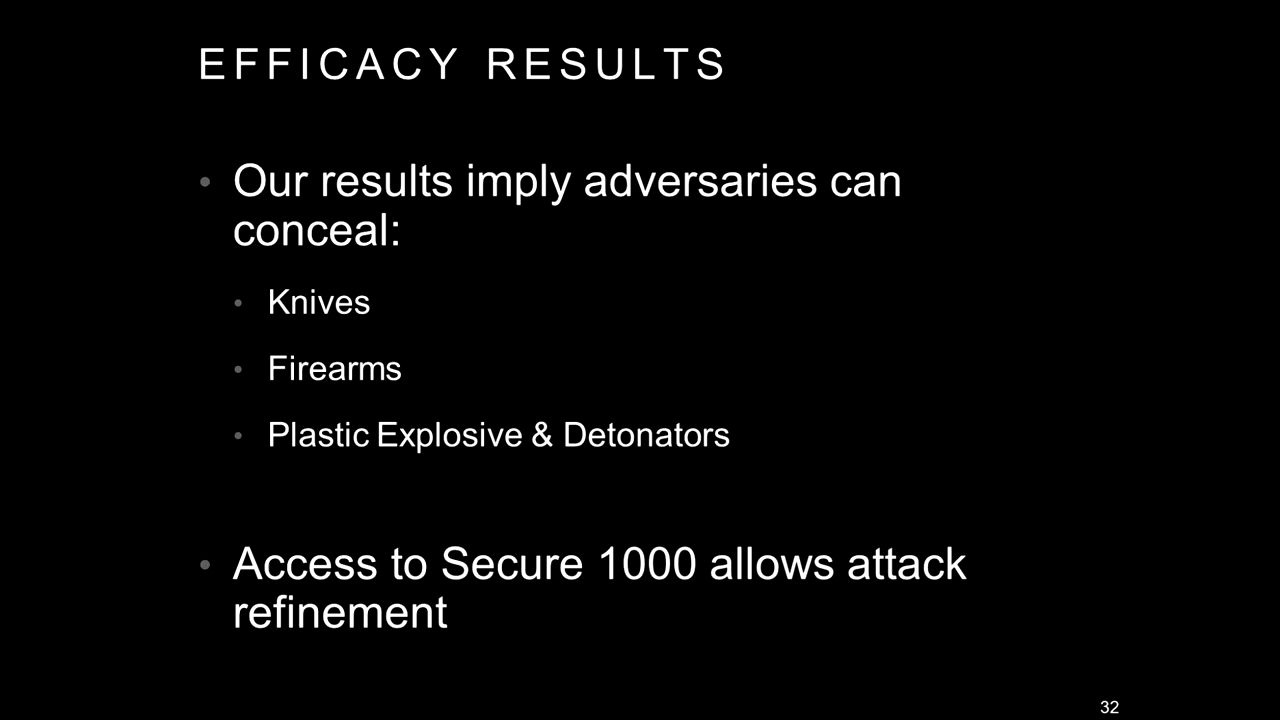 EFFICACY RESULTS
• Our results imply adversaries can
conceal:
• Knives
• Firearms
• Plastic Explosive & Detonators
• Access to Secure 1000 allows attack
refinement
32